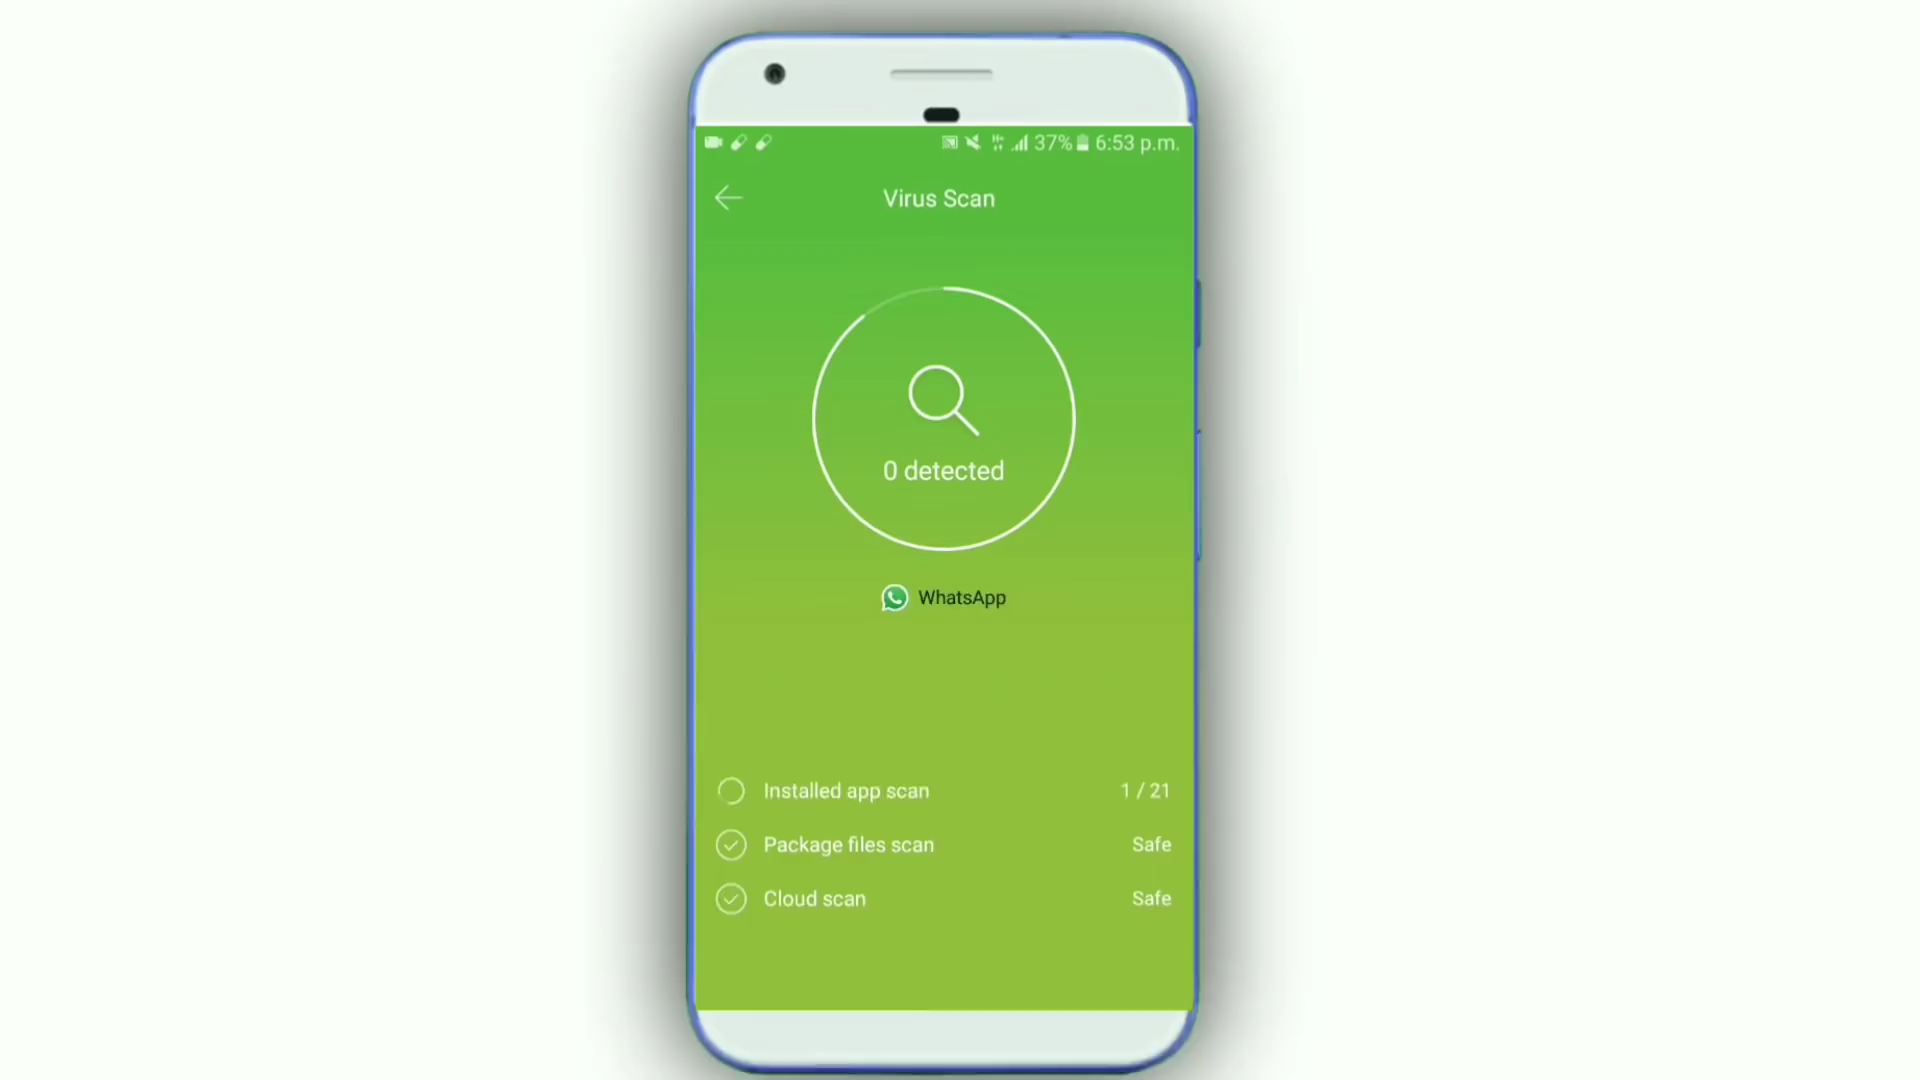 37% 6:53 p.m.
Virus Scan
0 detected
WhatsApp
Installed app scan 1 / 21
Package files scan Safe
Cloud scan Safe